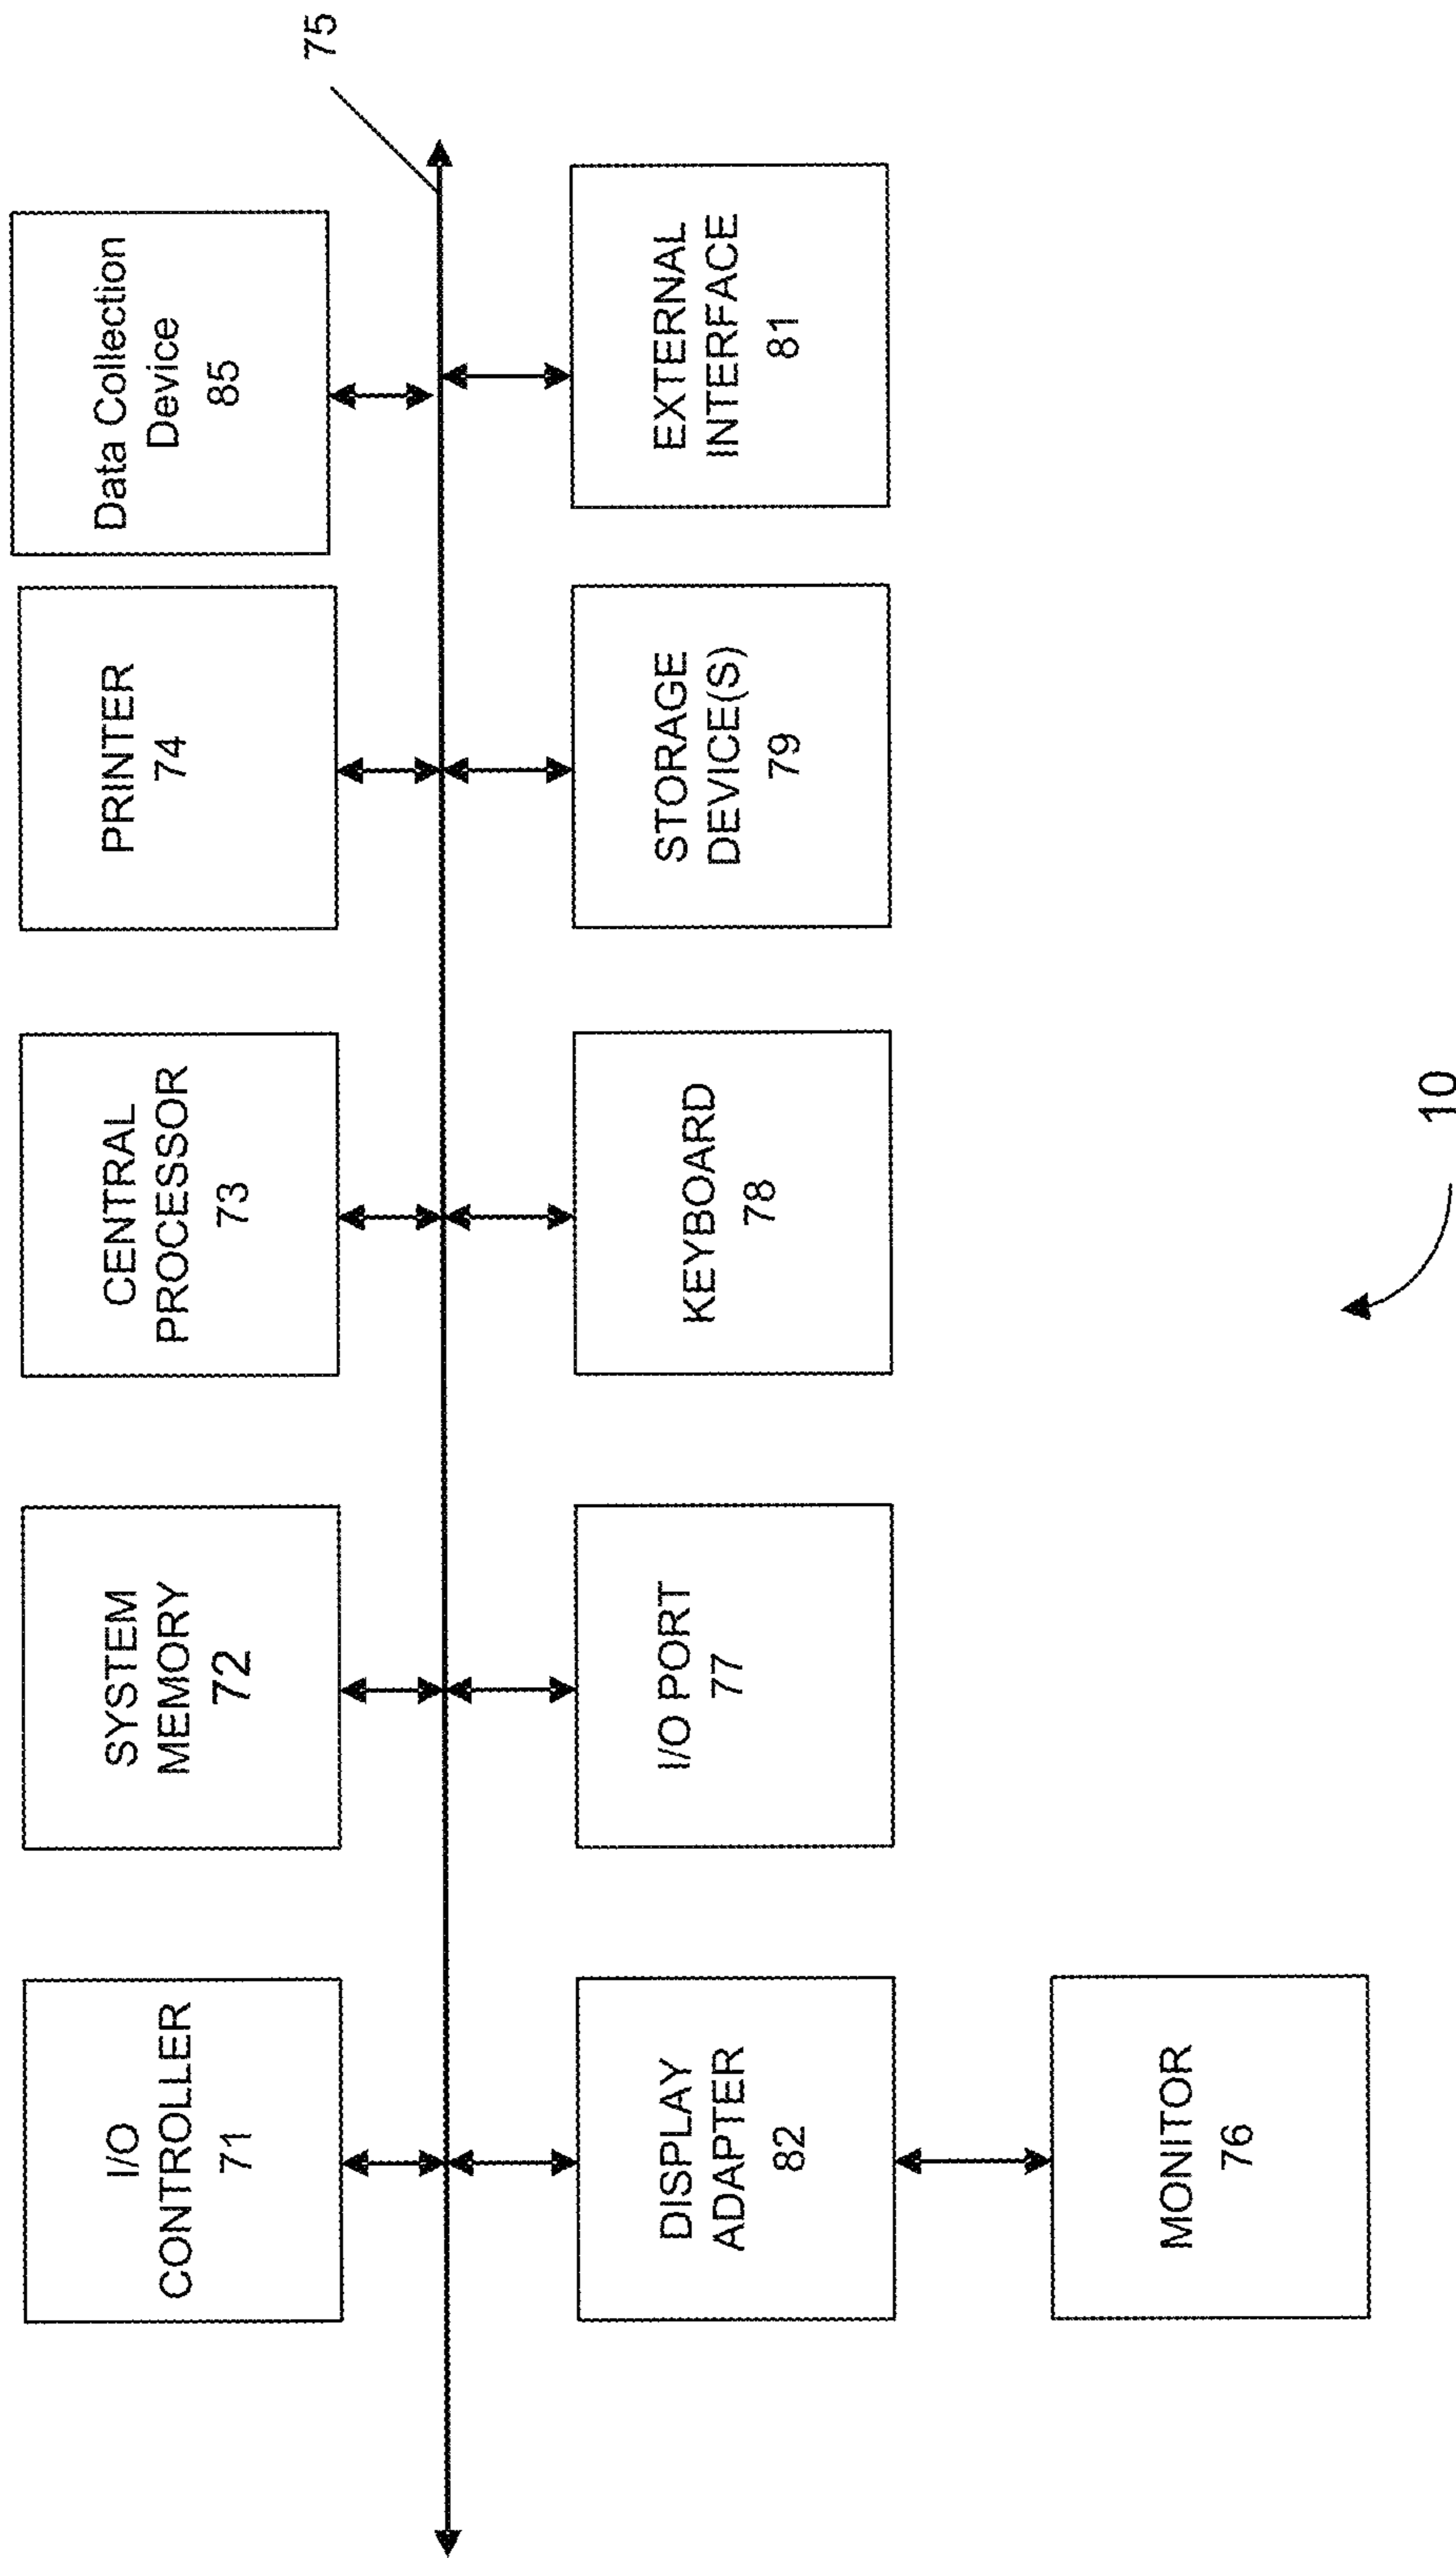 I/O
CONTROLLER
71
SYSTEM
MEMORY
72
CENTRAL
PROCESSOR
73
PRINTER
74
Data Collection
Device
85
75
DISPLAY
ADAPTER
82
I/O PORT
77
KEYBOARD
78
STORAGE
DEVICE(S)
79
EXTERNAL
INTERFACE
81
MONITOR
76
10